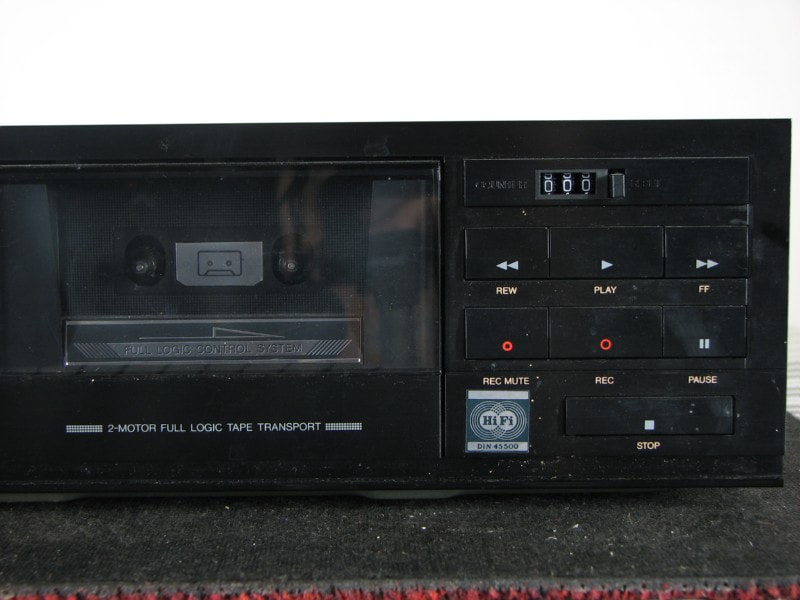 COUNTER 000 RESET
REW PLAY FF
FULL LOGIC CONTROL SYSTEM
REC MUTE REC PAUSE
2-MOTOR FULL LOGIC TAPE TRANSPORT
HiFi
DIN 45500
STOP